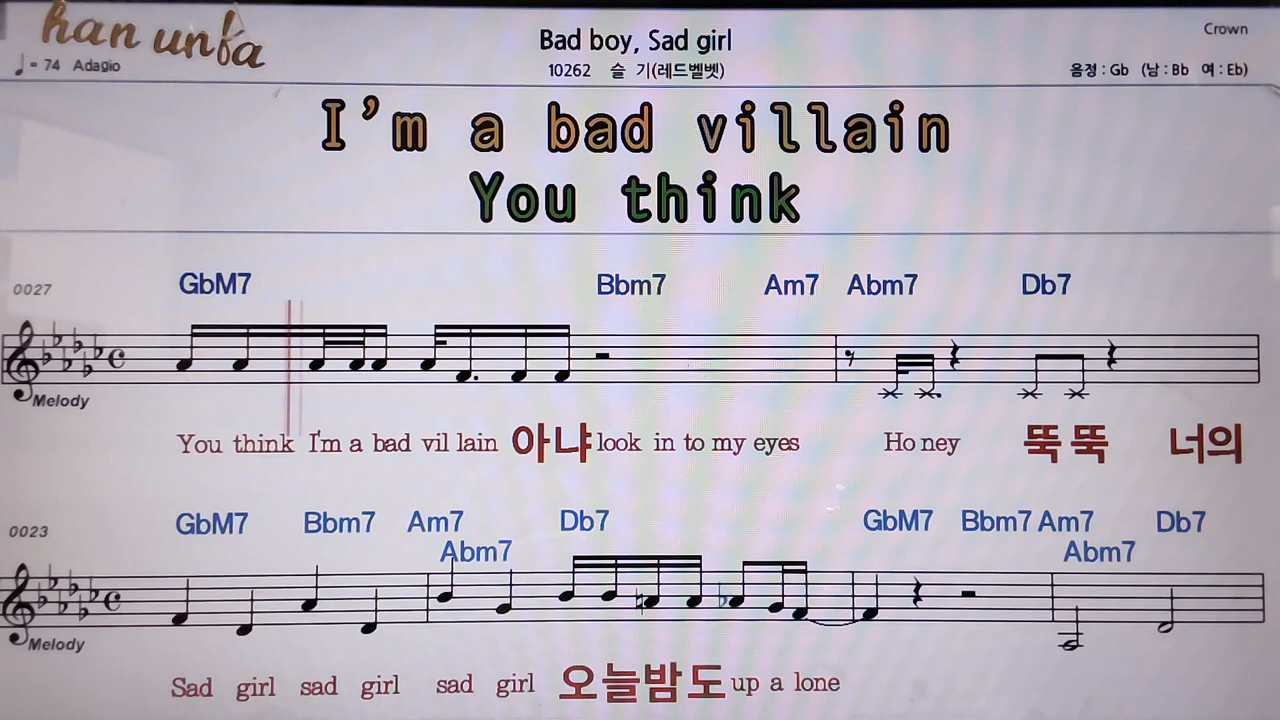 han unfa
Bad boy, Sad girl
Crown
♩= 74 Adagio
10262 슬 기(레드벨벳)
음정 : Gb (남 : Bb 여 : Eb)
I'm a bad villain
You think
0027
GbM7 Bbm7 Am7 Abm7 Db7
Melody
You think I'm a bad vil lain 아냐 look in to my eyes Ho ney 뚝 뚝 너의
0023
GbM7 Bbm7 Am7 Db7 GbM7 Bbm7 Am7 Db7
Abm7 Abm7
Melody
Sad girl sad girl sad girl 오늘밤도 up a lone